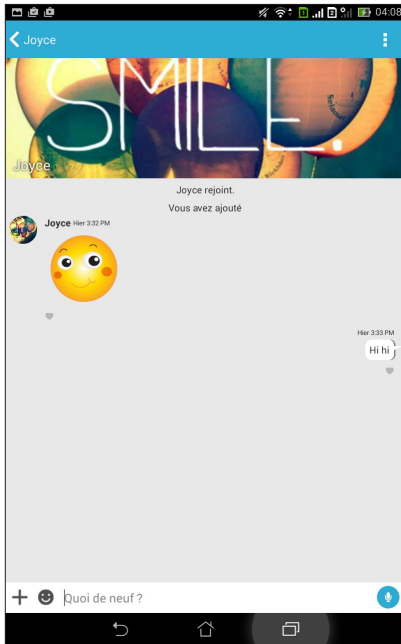 04:08
Joyce
SMILE.
Joyce
Joyce rejoint.
Vous avez ajouté
Joyce Hier 3:32 PM
Hier 3:33 PM
Hi hi
Quoi de neuf ?